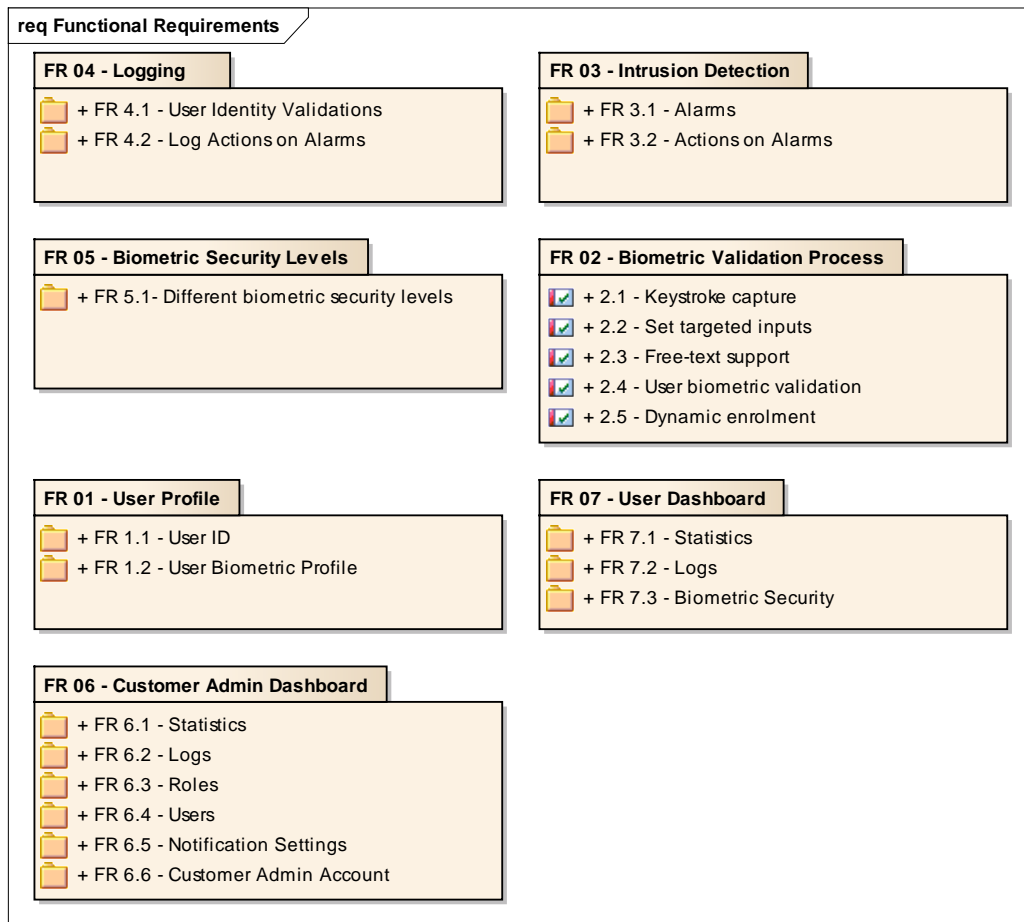 req Functional Requirements
FR 04 - Logging
+ FR 4.1 - User Identity Validations
+ FR 4.2 - Log Actions on Alarms
FR 03 - Intrusion Detection
+ FR 3.1 - Alarms
+ FR 3.2 - Actions on Alarms
FR 05 - Biometric Security Levels
+ FR 5.1- Different biometric security levels
FR 02 - Biometric Validation Process
+ 2.1 - Keystroke capture
+ 2.2 - Set targeted inputs
+ 2.3 - Free-text support
+ 2.4 - User biometric validation
+ 2.5 - Dynamic enrolment
FR 01 - User Profile
+ FR 1.1 - User ID
+ FR 1.2 - User Biometric Profile
FR 07 - User Dashboard
+ FR 7.1 - Statistics
+ FR 7.2 - Logs
+ FR 7.3 - Biometric Security
FR 06 - Customer Admin Dashboard
+ FR 6.1 - Statistics
+ FR 6.2 - Logs
+ FR 6.3 - Roles
+ FR 6.4 - Users
+ FR 6.5 - Notification Settings
+ FR 6.6 - Customer Admin Account